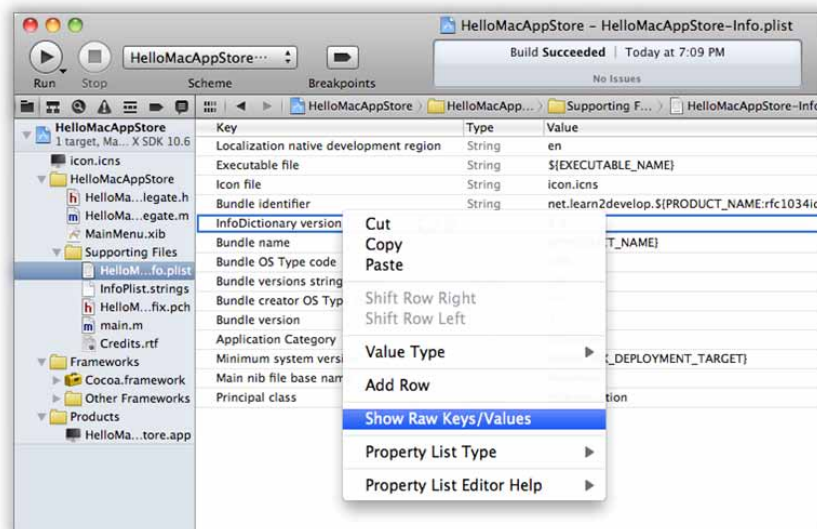 HelloMacAppStore – HelloMacAppStore-Info.plist
HelloMacAppStore...
Build Succeeded | Today at 7:09 PM
No Issues
Run Stop Scheme Breakpoints
HelloMacAppStore HelloMacApp... Supporting F... HelloMacAppStore-Info
HelloMacAppStore
1 target, Ma... X SDK 10.6
icon.icns
HelloMacAppStore
HelloMa...legate.h
HelloMa...egate.m
MainMenu.xib
Supporting Files
HelloM...fo.plist
InfoPlist.strings
HelloM...fix.pch
main.m
Credits.rtf
Frameworks
Cocoa.framework
Other Frameworks
Products
HelloMa...tore.app
Key Type Value
Localization native development region String en
Executable file String ${EXECUTABLE_NAME}
Icon file String icon.icns
Bundle identifier String net.learn2develop.${PRODUCT_NAME:rfc1034id
InfoDictionary version
Bundle name CT_NAME}
Bundle OS Type code
Bundle versions string
Bundle creator OS Typ
Bundle version
Application Category
Minimum system versi X_DEPLOYMENT_TARGET}
Main nib file base nam
Principal class tion
Cut
Copy
Paste
Shift Row Right
Shift Row Left
Value Type
Add Row
Show Raw Keys/Values
Property List Type
Property List Editor Help